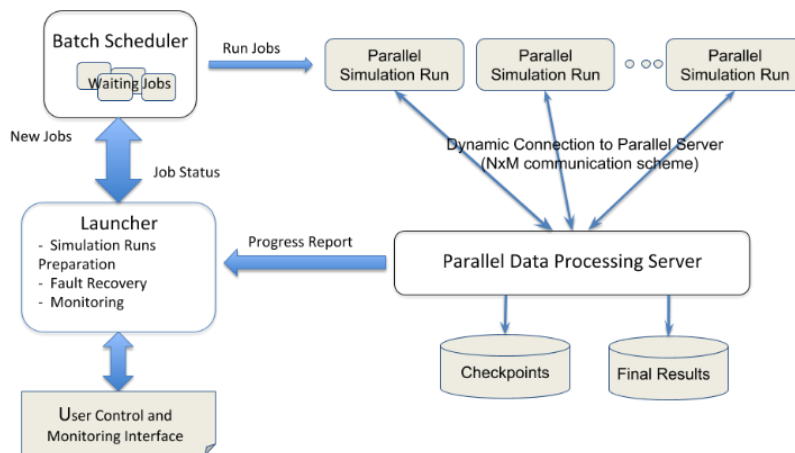 Batch Scheduler
Waiting Jobs
Run Jobs
Parallel
Simulation Run
Parallel
Simulation Run
Parallel
Simulation Run
Dynamic Connection to Parallel Server
(NxM communication scheme)
New Jobs
Job Status
Launcher
- Simulation Runs
Preparation
- Fault Recovery
- Monitoring
Progress Report
Parallel Data Processing Server
Checkpoints
Final Results
User Control and
Monitoring Interface